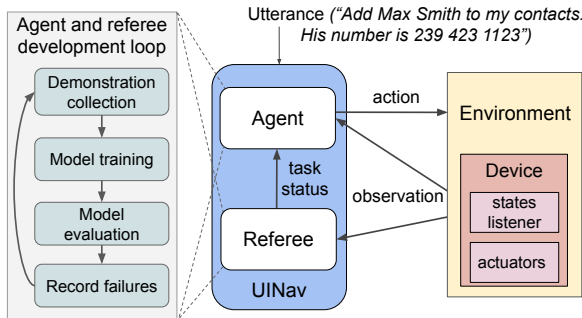 Agent and referee
development loop
Demonstration
collection
Model training
Model
evaluation
Record failures
Utterance (“Add Max Smith to my contacts.
His number is 239 423 1123”)
Agent
task
status
Referee
UINav
action
observation
Environment
Device
states
listener
actuators